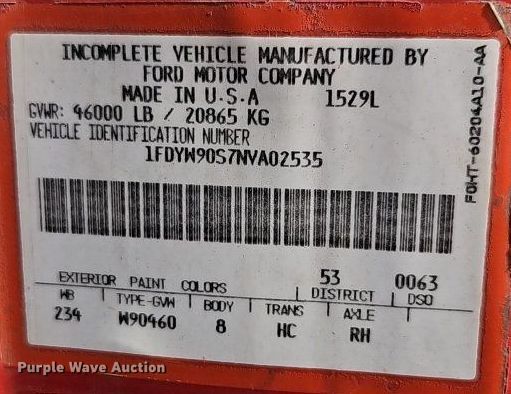 INCOMPLETE VEHICLE MANUFACTURED BY
FORD MOTOR COMPANY
MADE IN U.S.A 1529L
GVWR: 46000 LB / 20865 KG
VEHICLE IDENTIFICATION NUMBER
1FDYW90S7NVA02535
F0HT-60204A10-AA
53 0063
EXTERIOR PAINT COLORS DISTRICT DSO
WB TYPE-GVW BODY TRANS AXLE
234 W90460 8 HC RH
Purple Wave Auction